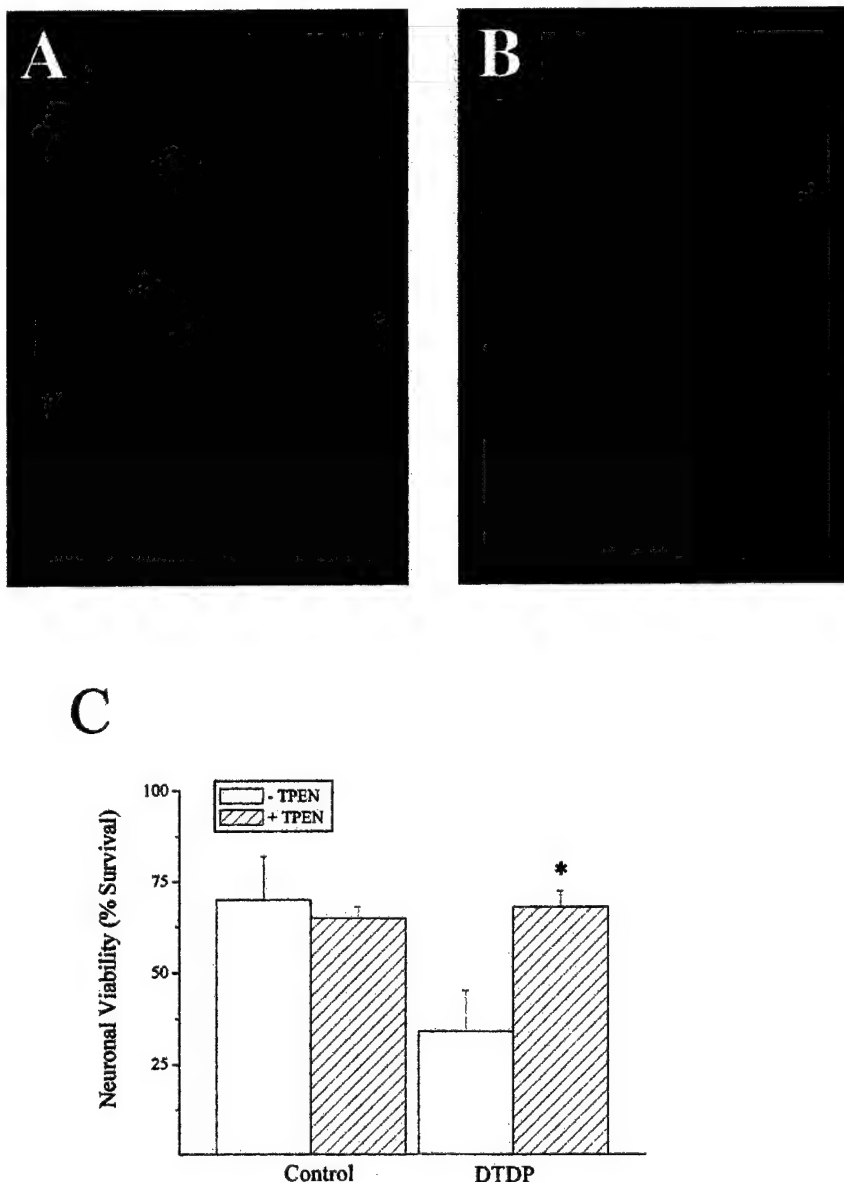 A
B
C
- TPEN
+ TPEN
*
100
75
50
25
Neuronal Viability (% Survival)
Control
DTDP